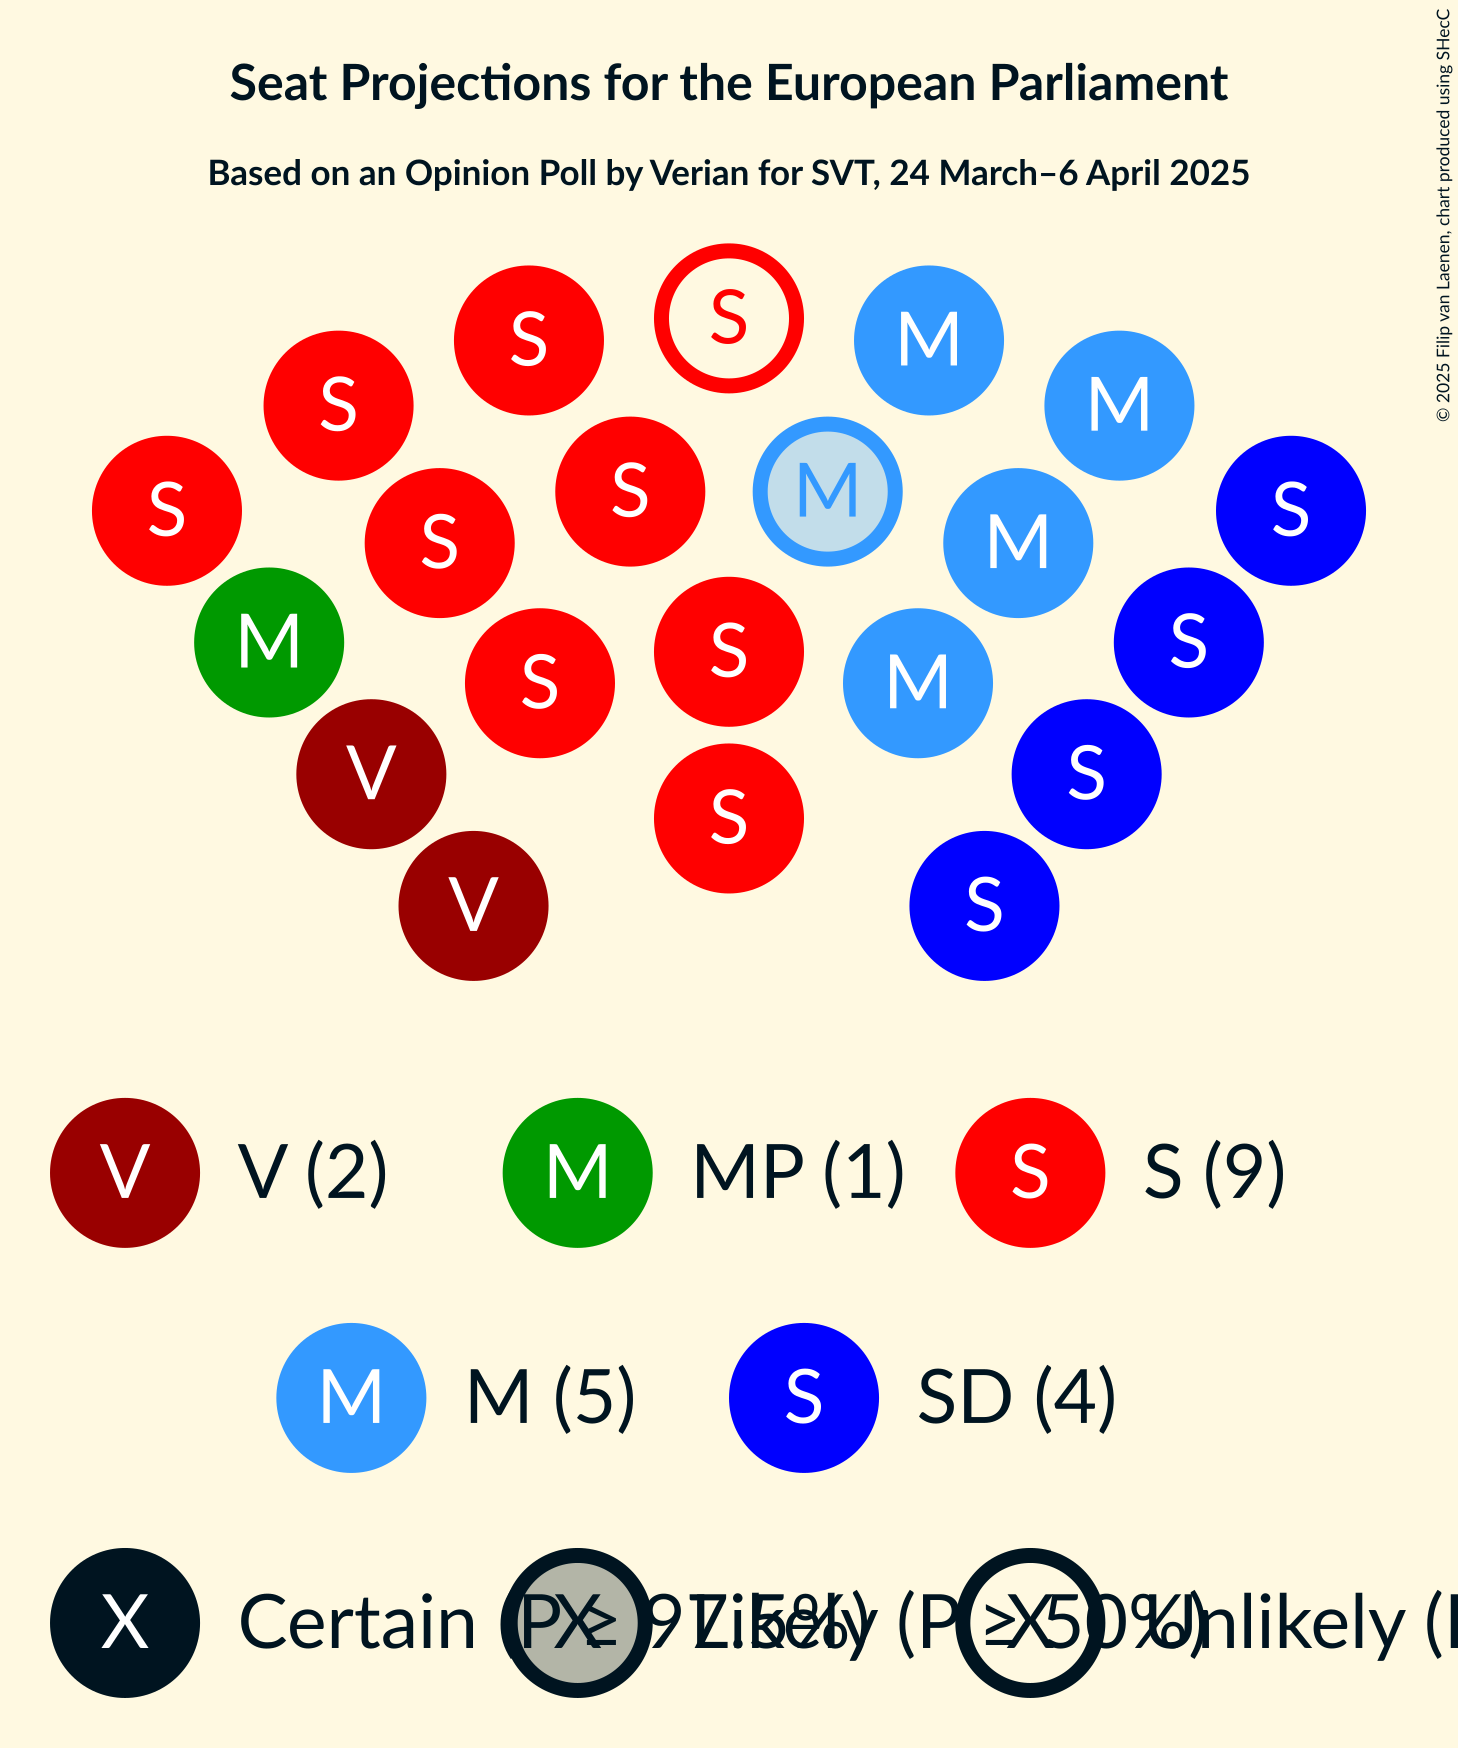 Seat Projections for the European Parliament
Based on an Opinion Poll by Verian for SVT, 24 March–6 April 2025
© 2025 Filip van Laenen, chart produced using SHecC
S
S M
S M
S S
S M
S M
M S
S
S M
V S
S
V S
V V (2) M MP (1) S S (9)
M M (5) S SD (4)
X Certain (P ≥ 97.5%) X Likely (P ≥ 50%) X Unlikely